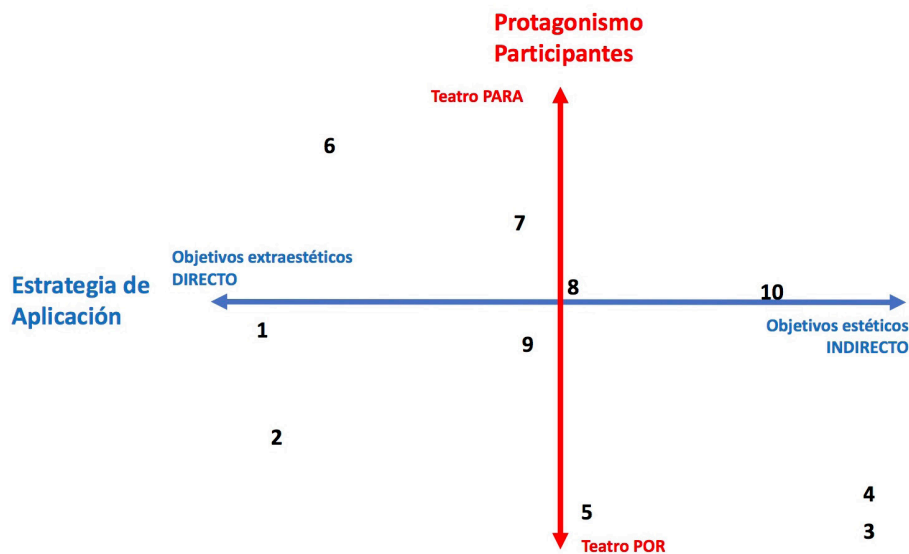 Protagonismo
Participantes
Teatro PARA
6
7
Objetivos extraestéticos
DIRECTO
Estrategia de
Aplicación
8
10
1
9
Objetivos estéticos
INDIRECTO
2
4
5
3
Teatro POR